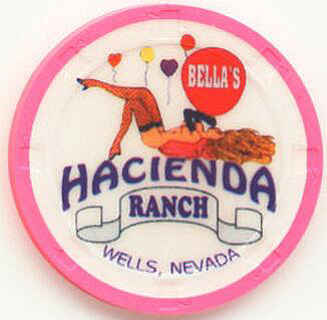 BELLA'S
HACIENDA
RANCH
WELLS, NEVADA